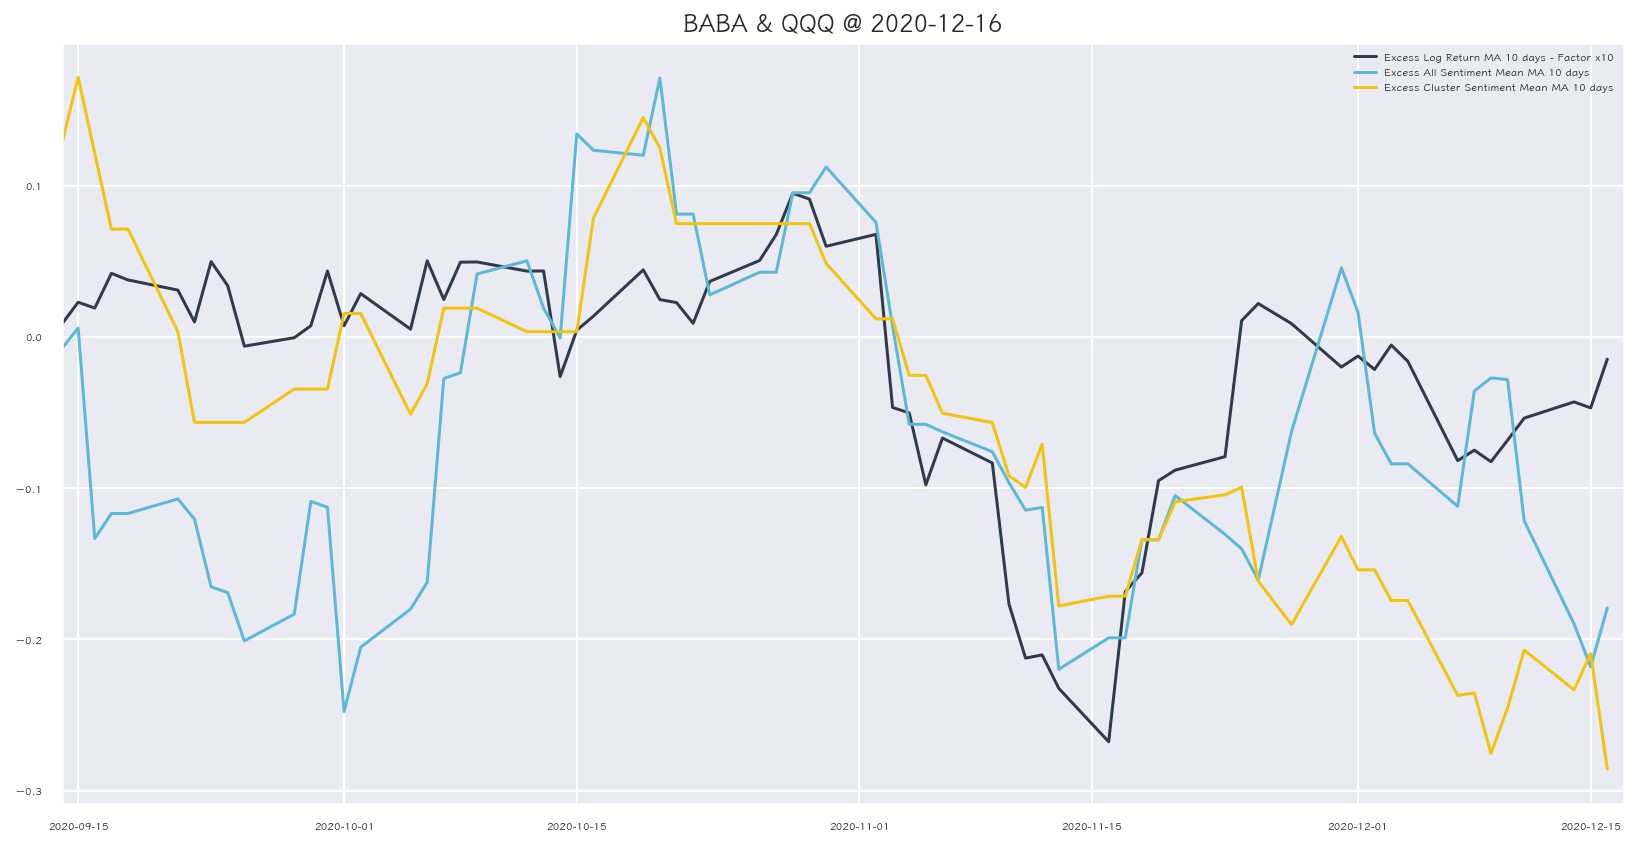 BABA & QQQ @ 2020-12-16
Excess Log Return MA 10 days - Factor x10
Excess All Sentiment Mean MA 10 days
Excess Cluster Sentiment Mean MA 10 days
0.1
0.0
−0.1
−0.2
−0.3
2020-09-15 2020-10-01 2020-10-15 2020-11-01 2020-11-15 2020-12-01 2020-12-15